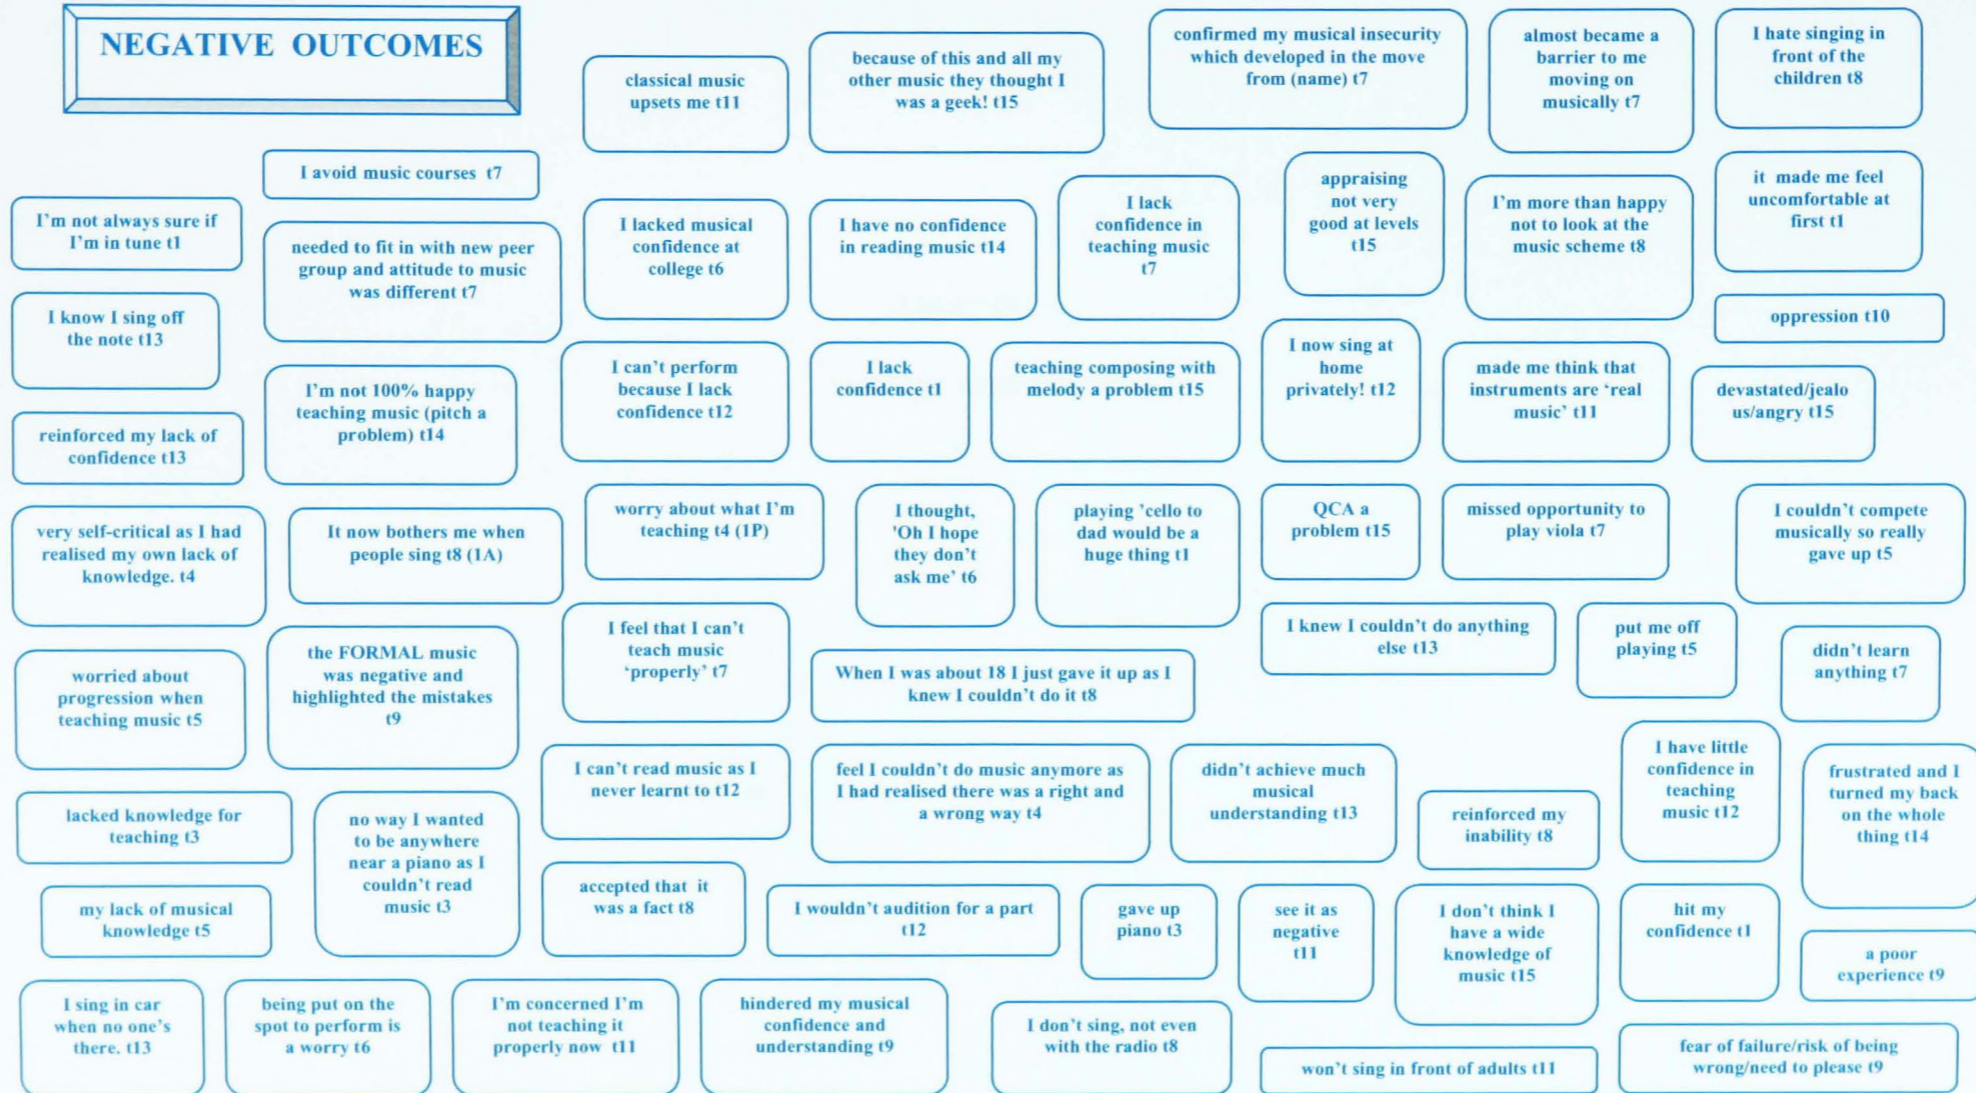 NEGATIVE OUTCOMES
classical music
upsets me t11
because of this and all my
other music they thought I
was a geek! t15
confirmed my musical insecurity
which developed in the move
from (name) t7
almost became a
barrier to me
moving on
musically t7
I hate singing in
front of the
children t8
I avoid music courses t7
I'm not always sure if
I'm in tune t1
needed to fit in with new peer
group and attitude to music
was different t7
I lacked musical
confidence at
college t6
I have no confidence
in reading music t14
I lack
confidence in
teaching music
t7
appraising
not very
good at levels
t15
I'm more than happy
not to look at the
music scheme t8
it made me feel
uncomfortable at
first t1
I know I sing off
the note t13
oppression t10
I'm not 100% happy
teaching music (pitch a
problem) t14
I can't perform
because I lack
confidence t12
I lack
confidence t1
teaching composing with
melody a problem t15
I now sing at
home
privately! t12
made me think that
instruments are ‘real
music’ t11
devastated/jealo
us/angry t15
reinforced my lack of
confidence t13
very self-critical as I had
realised my own lack of
knowledge. t4
It now bothers me when
people sing t8 (1A)
worry about what I'm
teaching t4 (1P)
I thought,
'Oh I hope
they don't
ask me' t6
playing 'cello to
dad would be a
huge thing t1
QCA a
problem t15
missed opportunity to
play viola t7
I couldn't compete
musically so really
gave up t5
worried about
progression when
teaching music t5
the FORMAL music
was negative and
highlighted the mistakes
t9
I feel that I can't
teach music
‘properly’ t7
When I was about 18 I just gave it up as I
knew I couldn't do it t8
I knew I couldn't do anything
else t13
put me off
playing t5
didn't learn
anything t7
lacked knowledge for
teaching t3
no way I wanted
to be anywhere
near a piano as I
couldn't read
music t3
I can't read music as I
never learnt to t12
feel I couldn't do music anymore as
I had realised there was a right and
a wrong way t4
didn't achieve much
musical
understanding t13
reinforced my
inability t8
I have little
confidence in
teaching
music t12
frustrated and I
turned my back
on the whole
thing t14
my lack of musical
knowledge t5
accepted that it
was a fact t8
I wouldn't audition for a part
t12
gave up
piano t3
see it as
negative
t11
I don't think I
have a wide
knowledge of
music t15
hit my
confidence t1
a poor
experience t9
I sing in car
when no one's
there. t13
being put on the
spot to perform is
a worry t6
I'm concerned I'm
not teaching it
properly now t11
hindered my musical
confidence and
understanding t9
I don't sing, not even
with the radio t8
won't sing in front of adults t11
fear of failure/risk of being
wrong/need to please t9